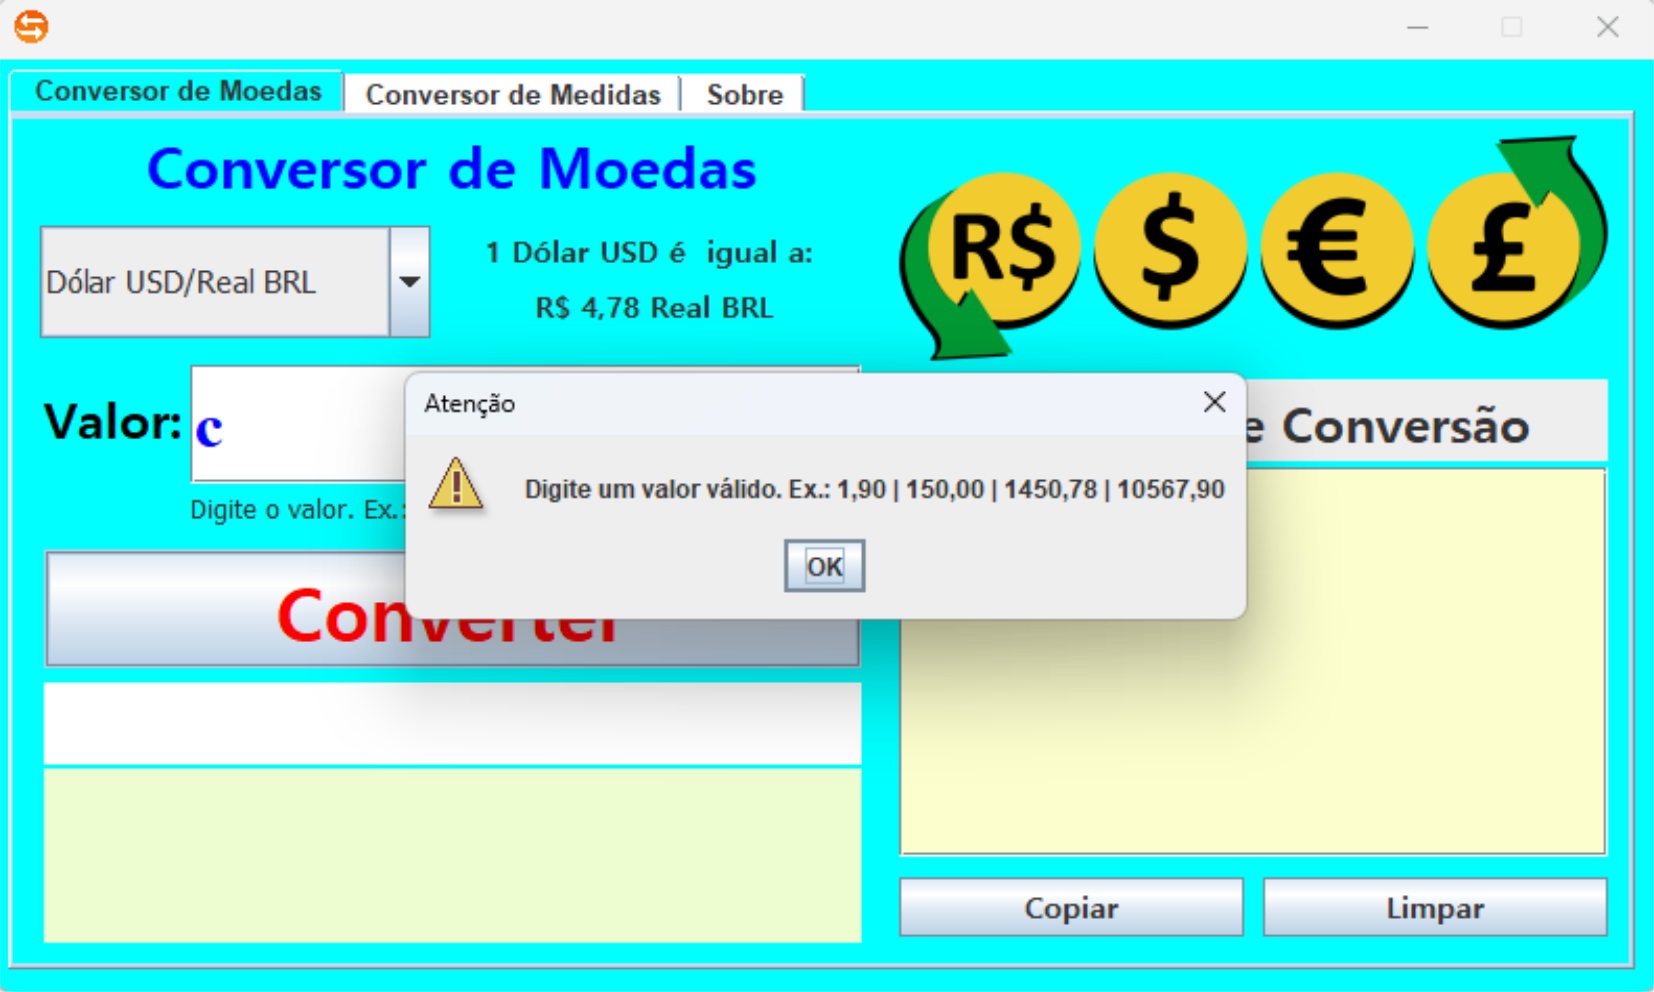 Conversor de Moedas
Conversor de Medidas
Sobre
Conversor de Moedas
R$ $ € £
Dólar USD/Real BRL
1 Dólar USD é igual a:
R$ 4,78 Real BRL
Valor:
c
Digite o valor. Ex.:
Atenção
Digite um valor válido. Ex.: 1,90 | 150,00 | 1450,78 | 10567,90
OK
e Conversão
Converter
Copiar
Limpar